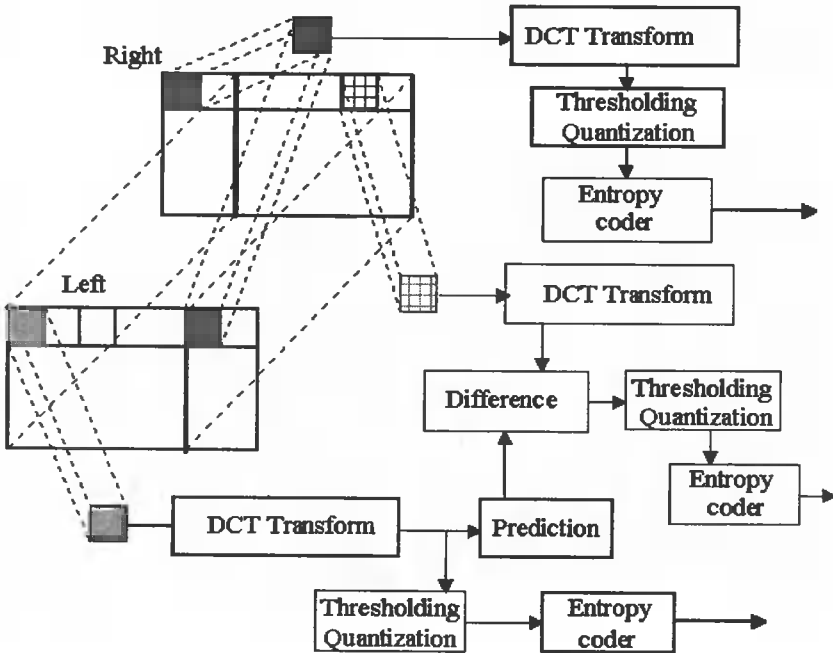 Right
DCT Transform
Thresholding
Quantization
Entropy
coder
Left
DCT Transform
Difference
Thresholding
Quantization
Entropy
coder
DCT Transform
Prediction
Thresholding
Quantization
Entropy
coder